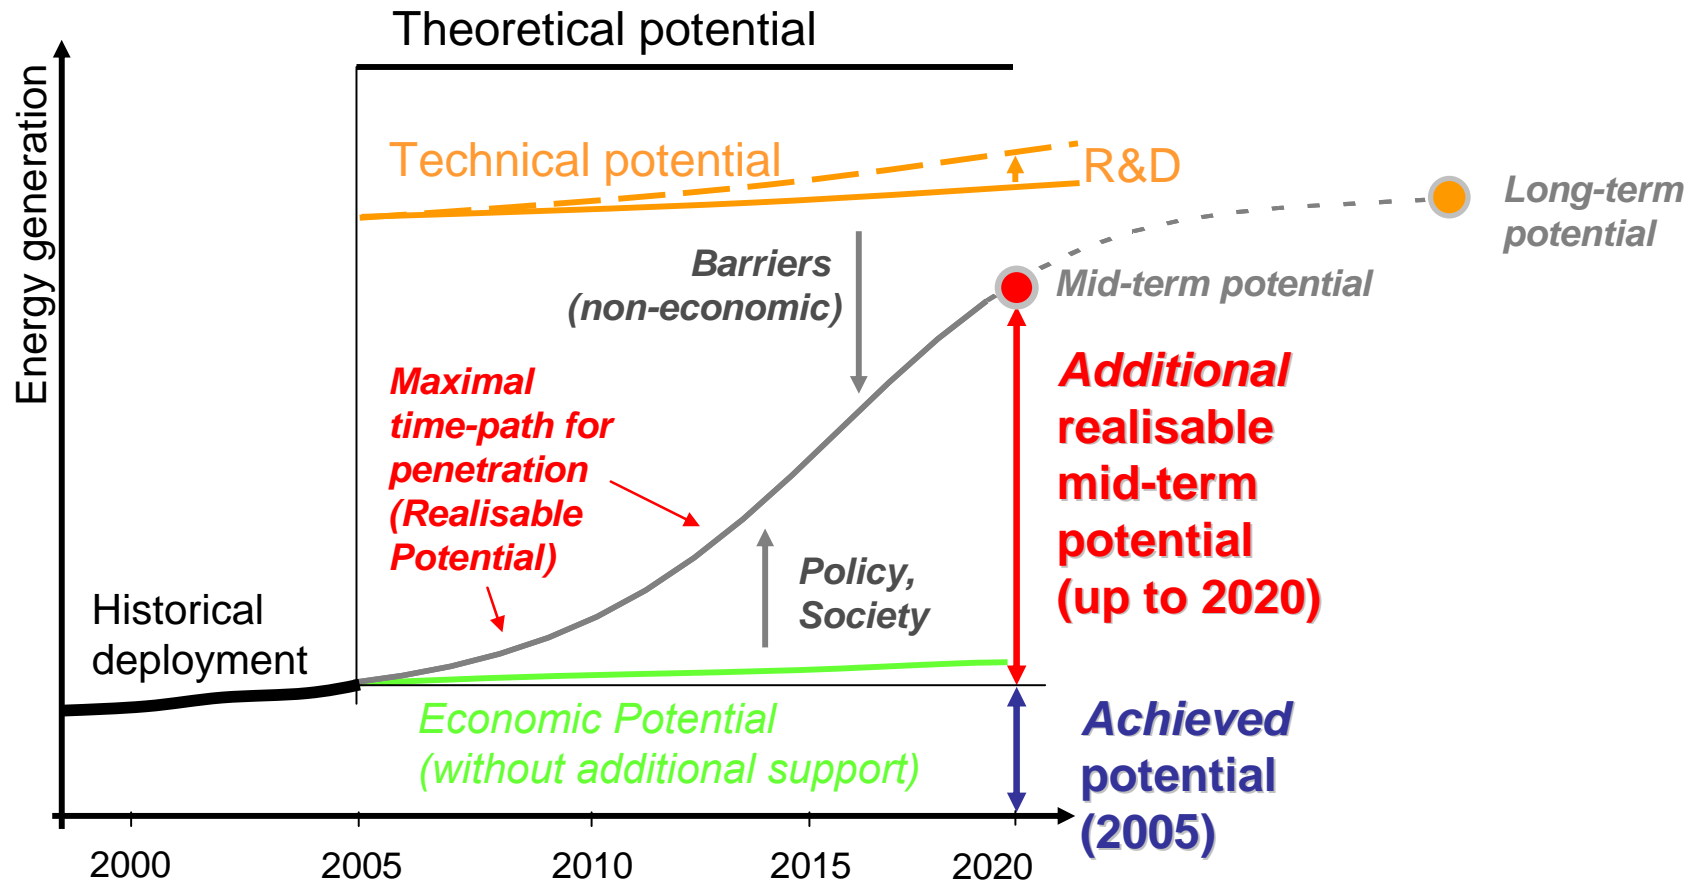 Theoretical potential
Energy generation
Technical potential
R&D
Long-term
potential
Barriers
(non-economic)
Mid-term potential
Maximal
time-path for
penetration
(Realisable
Potential)
Additional
realisable
mid-term
potential
(up to 2020)
Policy,
Society
Historical
deployment
Economic Potential
(without additional support)
Achieved
potential
(2005)
2000 2005 2010 2015 2020